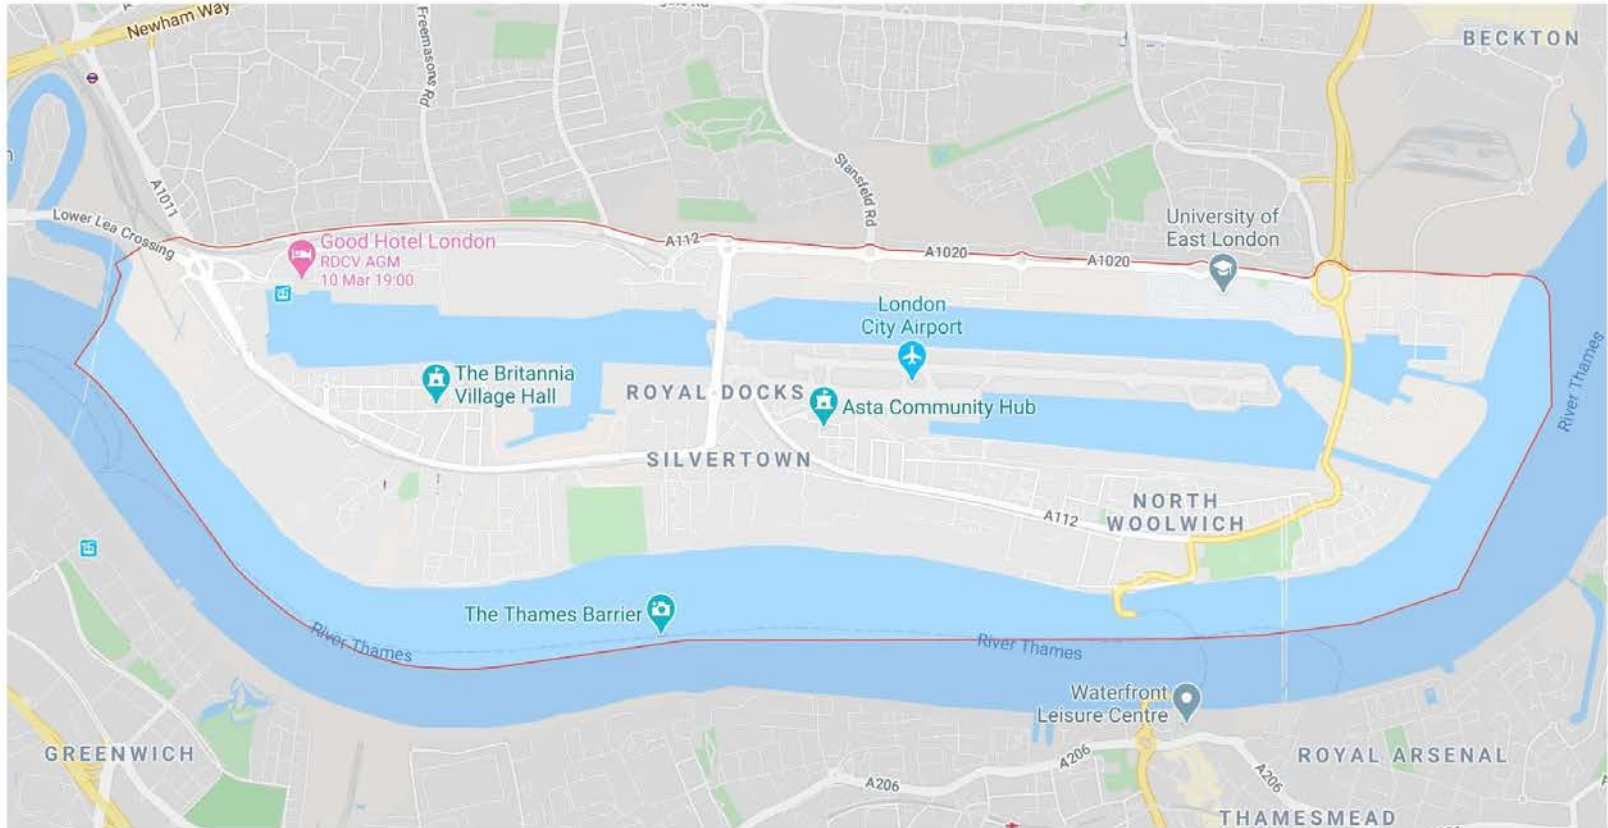 Newham Way
Freemasons Rd
BECKTON
A1011
Stansfeld Rd
Lower Lea Crossing
University of
East London
Good Hotel London
RDCV AGM
10 Mar 19:00
A112
A1020
A1020
London
City Airport
River Thames
The Britannia
Village Hall
ROYAL DOCKS
Asta Community Hub
SILVERTOWN
NORTH
WOOLWICH
A112
The Thames Barrier
River Thames
River Thames
Waterfront
Leisure Centre
GREENWICH
A206
A206
A206
ROYAL ARSENAL
THAMESMEAD